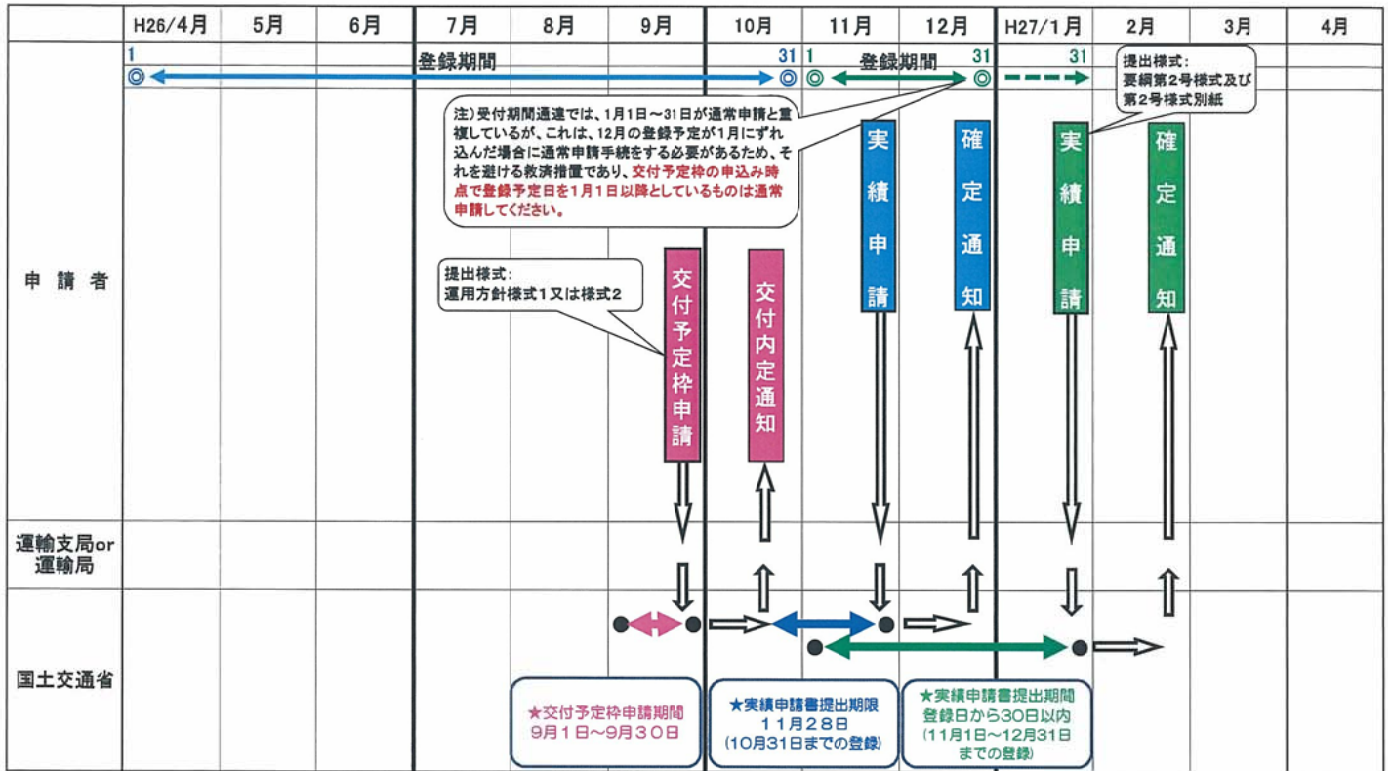 H26/4月 5月 6月 7月 8月 9月 10月 11月 12月 H27/1月 2月 3月 4月
1 登録期間 31 1 登録期間 31 31
提出様式:
要綱第2号様式及び
第2号様式別紙
注)受付期間通達では、1月1日~31日が通常申請と重
複しているが、これは、12月の登録予定が1月にずれ
込んだ場合に通常申請手続をする必要があるため、そ
れを避ける救済措置であり、交付予定枠の申込み時
点で登録予定日を1月1日以降としているものは通常
申請してください。
申請者
提出様式:
運用方針様式1又は様式2
交付予定枠申請
交付内定通知
実績申請
確定通知
実績申請
確定通知
運輸支局or
運輸局
国土交通省
★交付予定枠申請期間
9月1日~9月30日
★実績申請書提出期限
11月28日
(10月31日までの登録)
★実績申請書提出期間
登録日から30日以内
(11月1日~12月31日
までの登録)